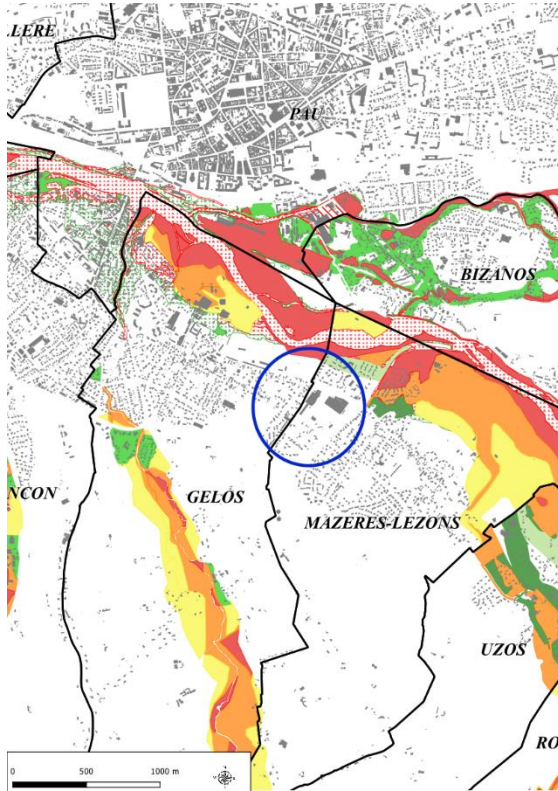 LERE
PAU
BIZANOS
NCON
GELOS
MAZERES-LEZONS
UZOS
RO
0 500 1000 m